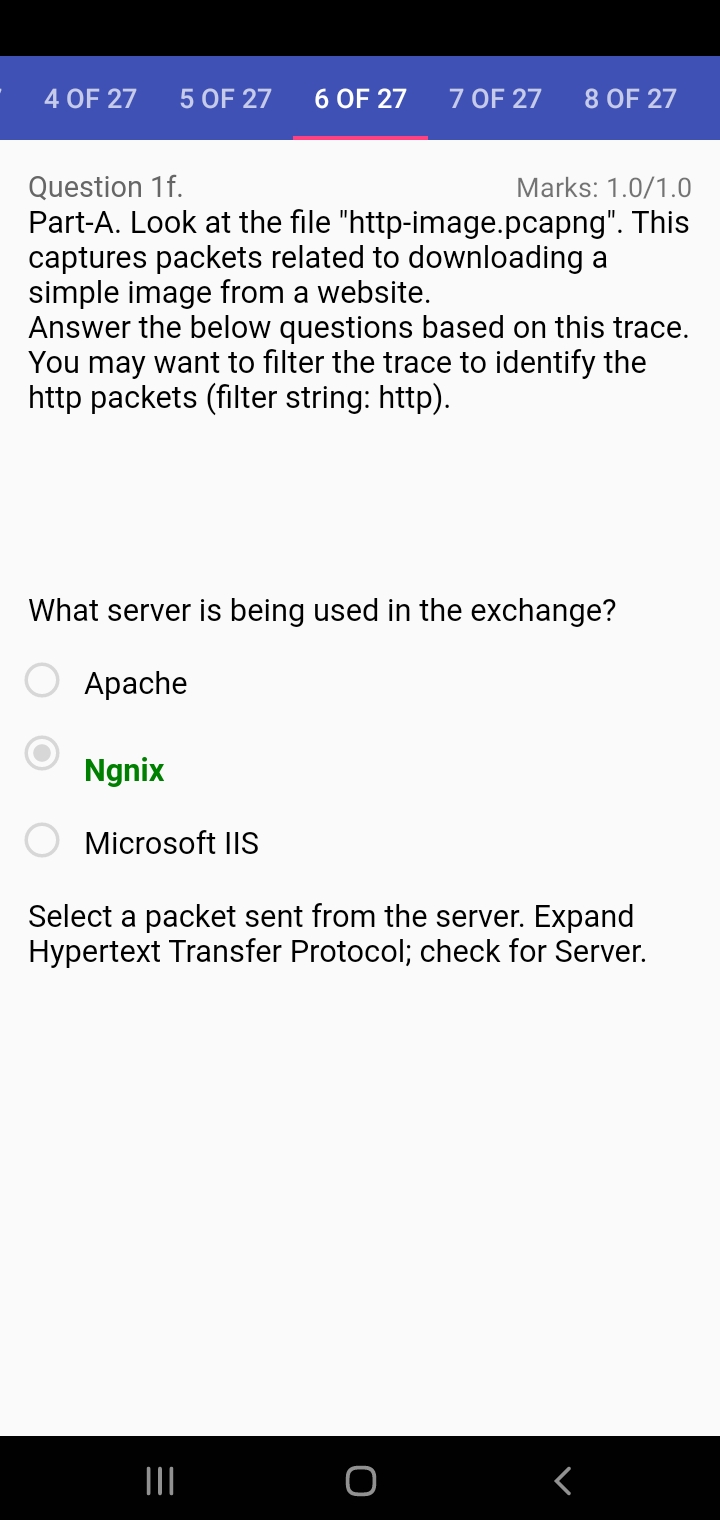 4 OF 27 5 OF 27 6 OF 27 7 OF 27 8 OF 27
Question 1f. Marks: 1.0/1.0
Part-A. Look at the file "http-image.pcapng". This
captures packets related to downloading a
simple image from a website.
Answer the below questions based on this trace.
You may want to filter the trace to identify the
http packets (filter string: http).
What server is being used in the exchange?
Apache
Ngnix
Microsoft IIS
Select a packet sent from the server. Expand
Hypertext Transfer Protocol; check for Server.